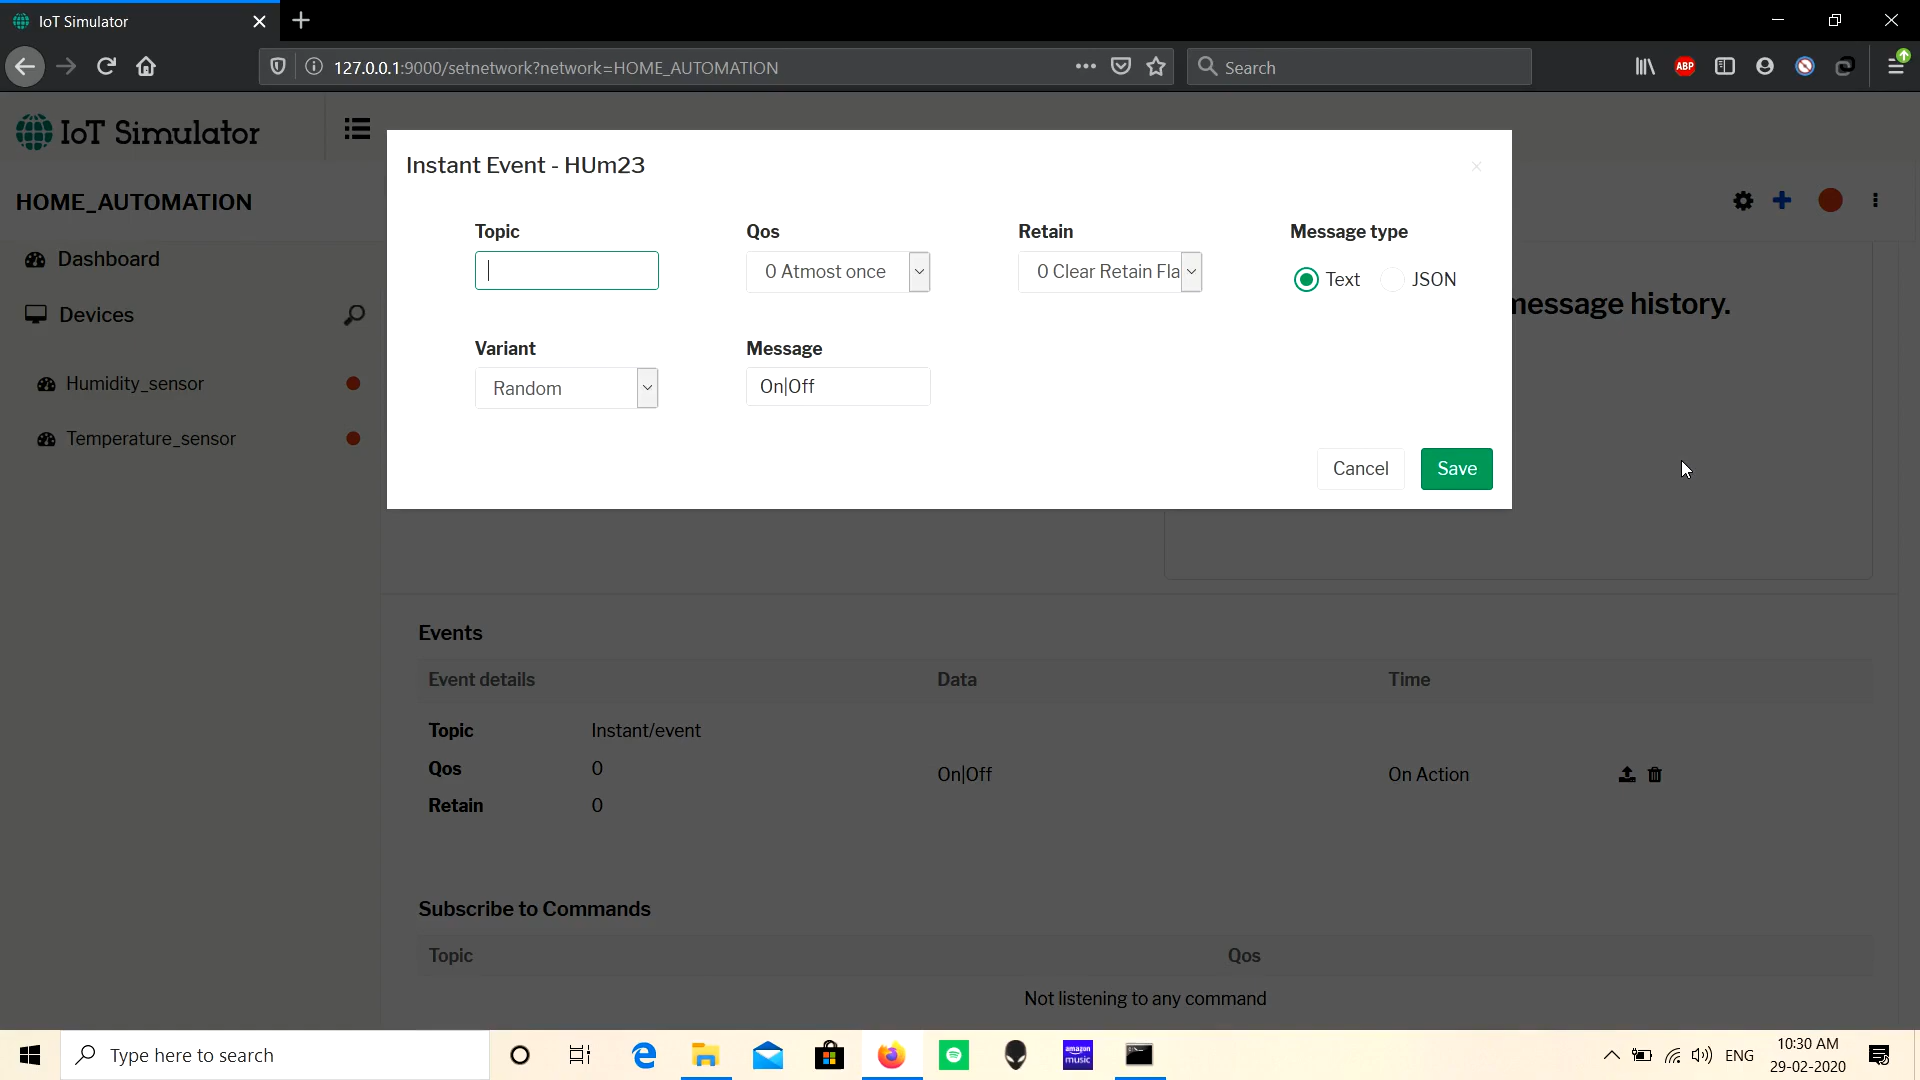 IoT Simulator
127.0.0.1:9000/setnetwork?network=HOME_AUTOMATION
Search
ABP
IoT Simulator
Instant Event - HUm23
×
HOME_AUTOMATION
Topic
Qos
Retain
Message type
0 Atmost once
0 Clear Retain Fla
Text
JSON
Dashboard
Devices
message history.
Variant
Message
Random
On|Off
Humidity_sensor
Temperature_sensor
Cancel
Save
Events
Event details
Data
Time
Topic
Instant/event
Qos
0
On|Off
On Action
Retain
0
Subscribe to Commands
Topic
Qos
Not listening to any command
Type here to search
amazon
music
ENG
10:30 AM
29-02-2020